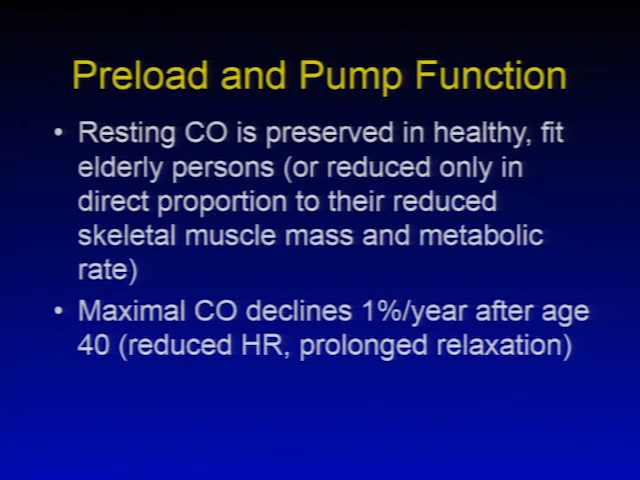 Preload and Pump Function
• Resting CO is preserved in healthy, fit
elderly persons (or reduced only in
direct proportion to their reduced
skeletal muscle mass and metabolic
rate)
• Maximal CO declines 1%/year after age
40 (reduced HR, prolonged relaxation)